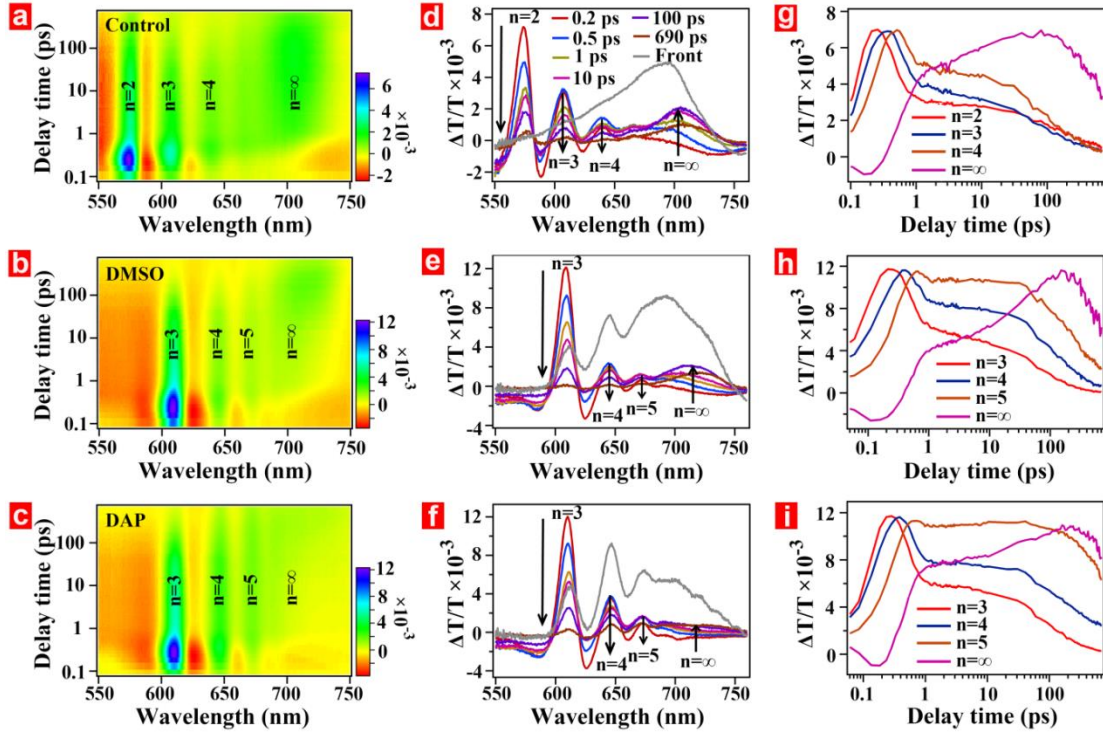 a
Control
n=2
n=3
n=4
n=∞
Delay time (ps)
100
10
1
0.1
550
600
650
700
750
Wavelength (nm)
6
4
2
0
-2
×10⁻³
d
n=2
n=3
n=4
n=∞
0.2 ps
0.5 ps
1 ps
10 ps
100 ps
690 ps
Front
ΔT/T ×10⁻³
8
6
4
2
0
-2
550
600
650
700
750
Wavelength (nm)
g
ΔT/T ×10⁻³
8
6
4
2
0
n=2
n=3
n=4
n=∞
0.1
1
10
100
Delay time (ps)
b
DMSO
n=3
n=4
n=5
n=∞
Delay time (ps)
100
10
1
0.1
550
600
650
700
750
Wavelength (nm)
12
8
4
0
×10⁻³
e
n=3
n=4
n=5
n=∞
ΔT/T ×10⁻³
12
8
4
0
-4
550
600
650
700
750
Wavelength (nm)
h
ΔT/T ×10⁻³
12
8
4
0
n=3
n=4
n=5
n=∞
0.1
1
10
100
Delay time (ps)
c
DAP
n=3
n=4
n=5
n=∞
Delay time (ps)
100
10
1
0.1
550
600
650
700
750
Wavelength (nm)
12
8
4
0
×10⁻³
f
n=3
n=4
n=5
n=∞
ΔT/T ×10⁻³
12
8
4
0
-4
550
600
650
700
750
Wavelength (nm)
i
ΔT/T ×10⁻³
12
8
4
0
n=3
n=4
n=5
n=∞
0.1
1
10
100
Delay time (ps)